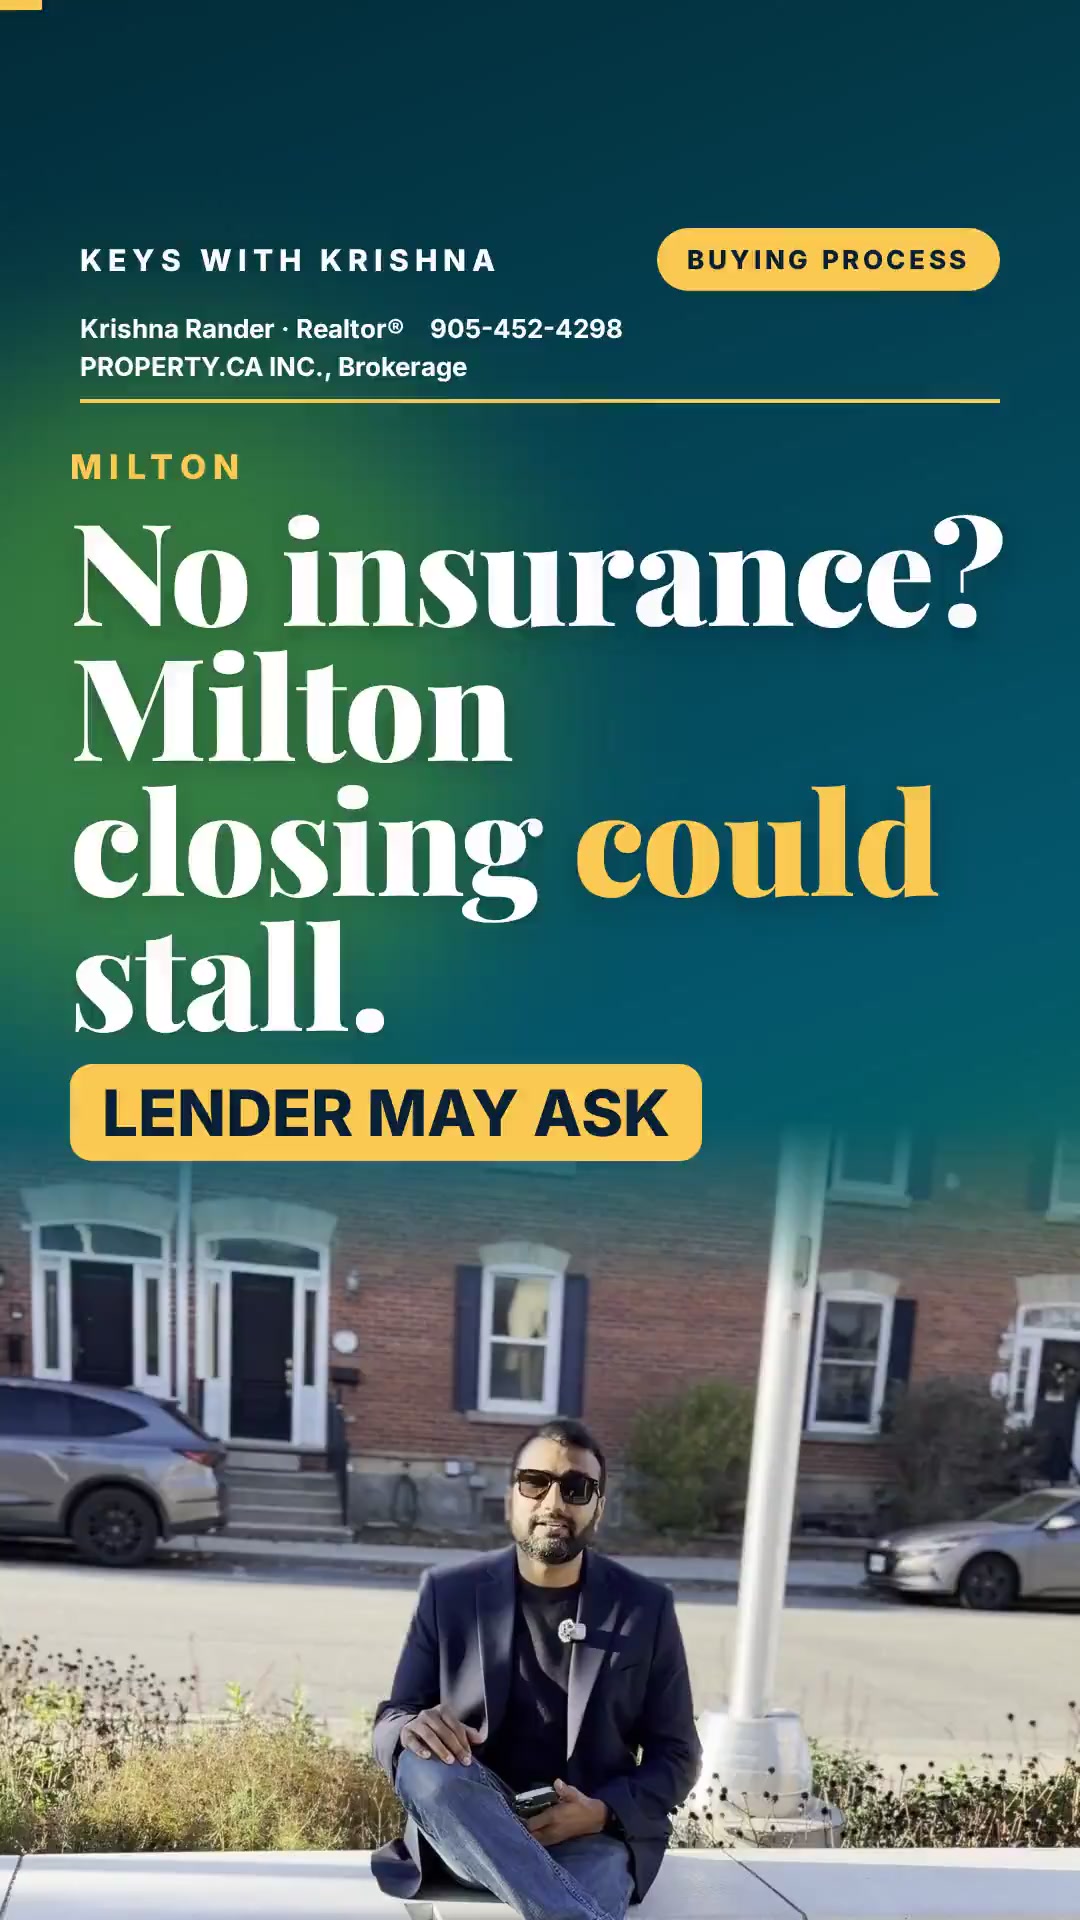 KEYS WITH KRISHNA
BUYING PROCESS
Krishna Rander · Realtor® 905-452-4298
PROPERTY.CA INC., Brokerage
MILTON
No insurance?
Milton
closing could
stall.
LENDER MAY ASK